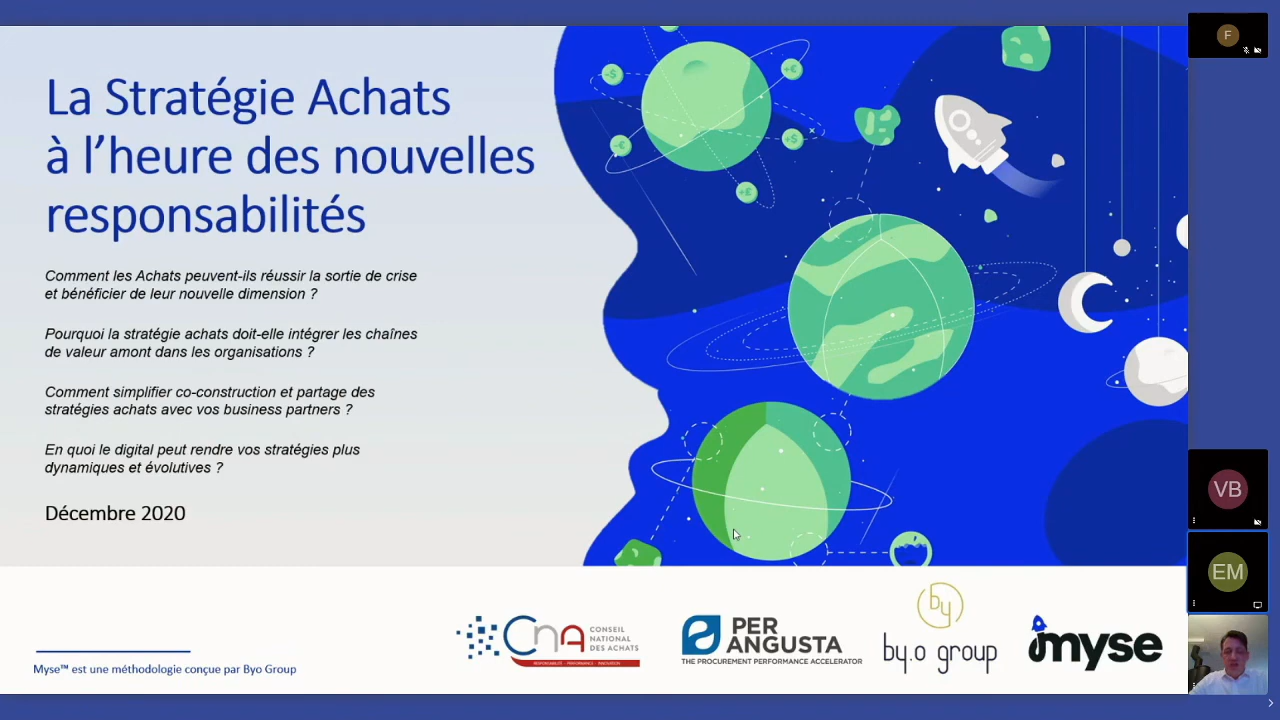 La Stratégie Achats
à l'heure des nouvelles
responsabilités
Comment les Achats peuvent-ils réussir la sortie de crise
et bénéficier de leur nouvelle dimension ?
Pourquoi la stratégie achats doit-elle intégrer les chaînes
de valeur amont dans les organisations ?
Comment simplifier co-construction et partage des
stratégies achats avec vos business partners ?
En quoi le digital peut rendre vos stratégies plus
dynamiques et évolutives ?
Décembre 2020
-$
+€
-€
+$
+€
F
VB
EM
Myse™ est une méthodologie conçue par Byo Group
CNA
CONSEIL
NATIONAL
DES ACHATS
RESPONSABILITÉ - PERFORMANCE - INNOVATION
PER
ANGUSTA
THE PROCUREMENT PERFORMANCE ACCELERATOR
by
by.o group
myse